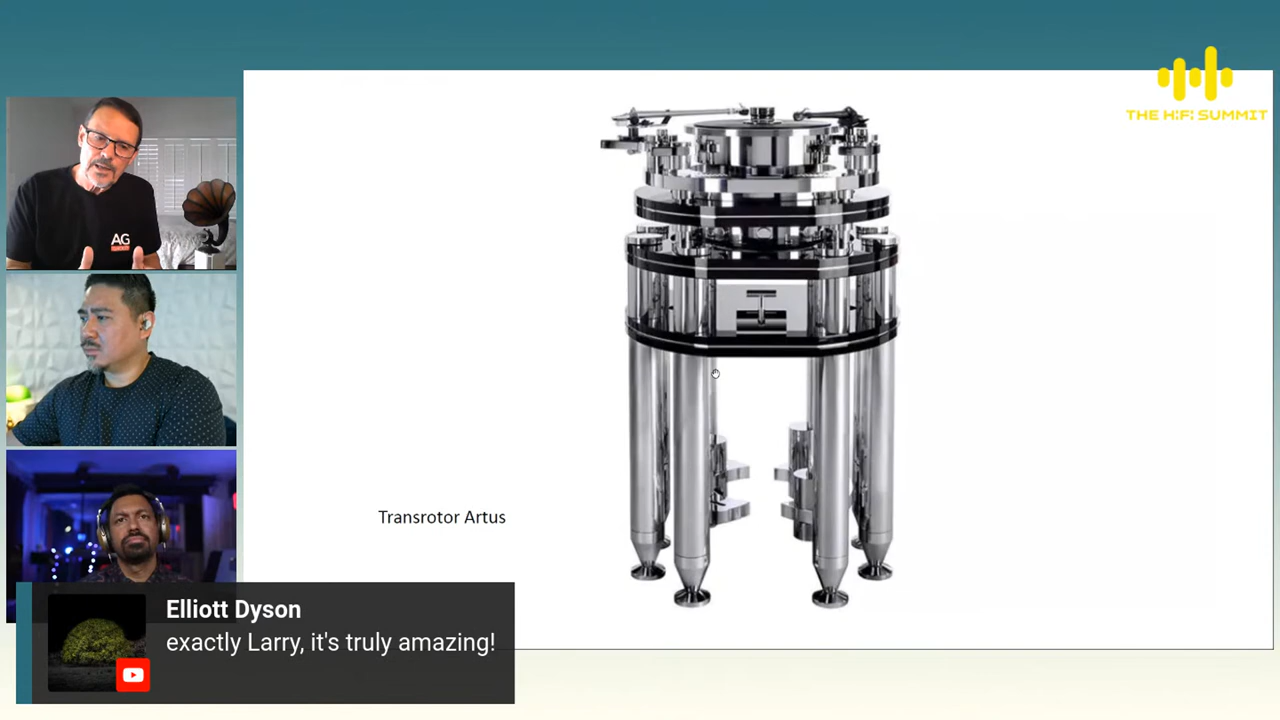 THE HIFI SUMMIT
AG
Transrotor Artus
Elliott Dyson
exactly Larry, it's truly amazing!